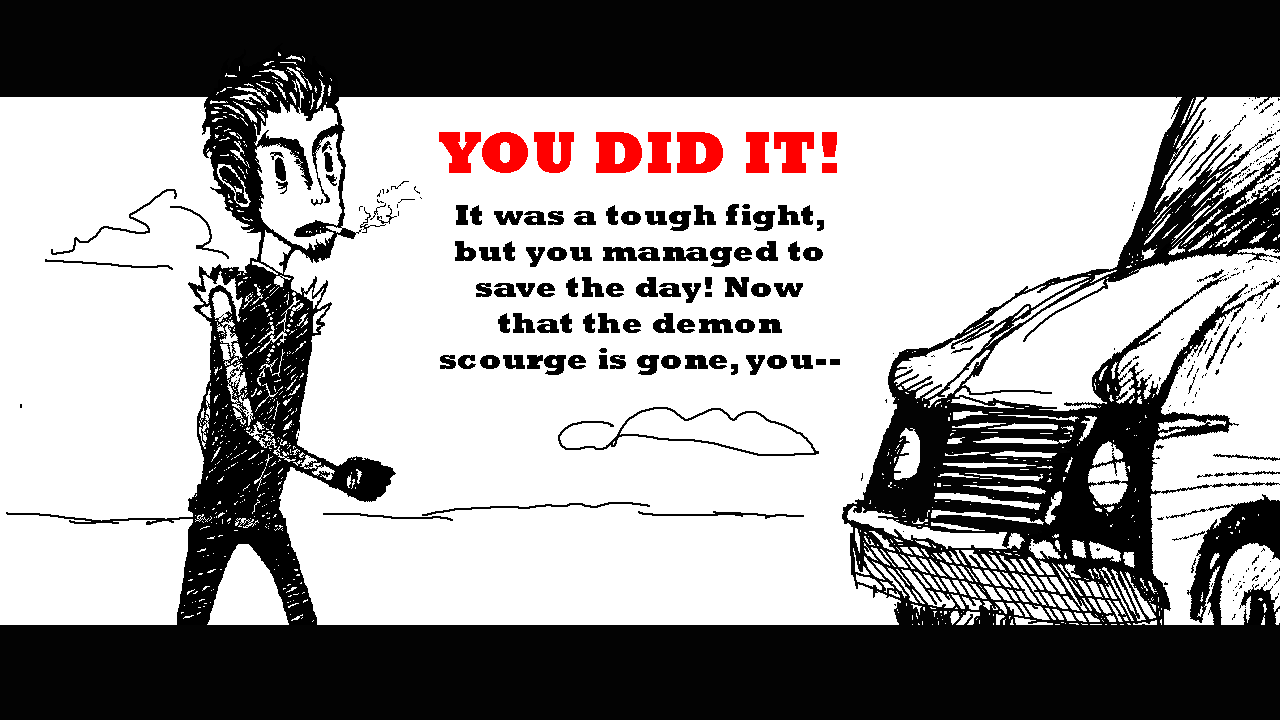 YOU DID IT!
It was a tough fight,
but you managed to
save the day! Now
that the demon
scourge is gone, you--